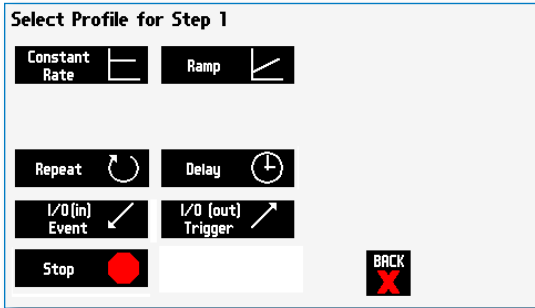 Select Profile for Step 1
Constant
Rate
Ramp
Repeat
Delay
I/O(in)
Event
I/O (out)
Trigger
Stop
BACK
X